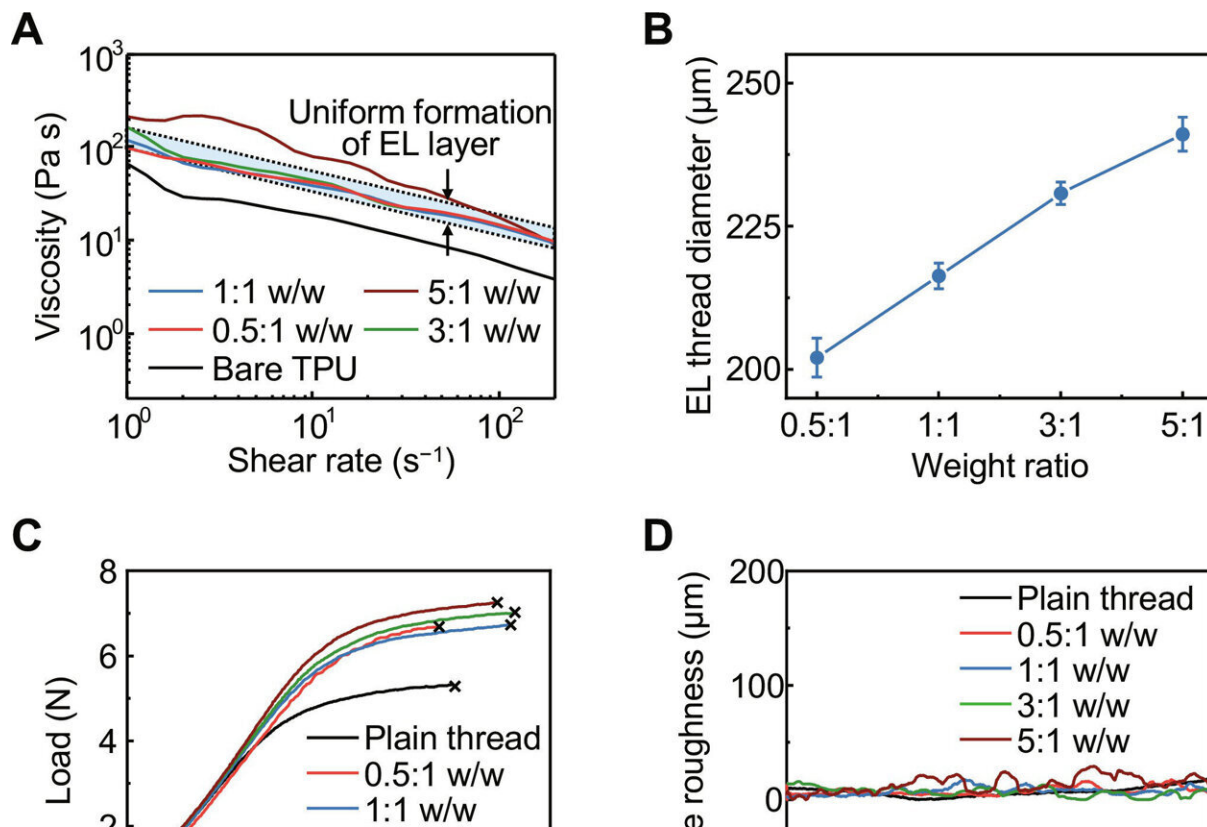 A
Viscosity (Pa s)
10³
10²
10¹
10⁰
Uniform formation
of EL layer
1:1 w/w
5:1 w/w
0.5:1 w/w
3:1 w/w
Bare TPU
10⁰
10¹
10²
Shear rate (s⁻¹)
B
EL thread diameter (μm)
250
225
200
0.5:1
1:1
3:1
5:1
Weight ratio
C
Load (N)
8
6
4
2
Plain thread
0.5:1 w/w
1:1 w/w
D
e roughness (μm)
200
100
0
Plain thread
0.5:1 w/w
1:1 w/w
3:1 w/w
5:1 w/w